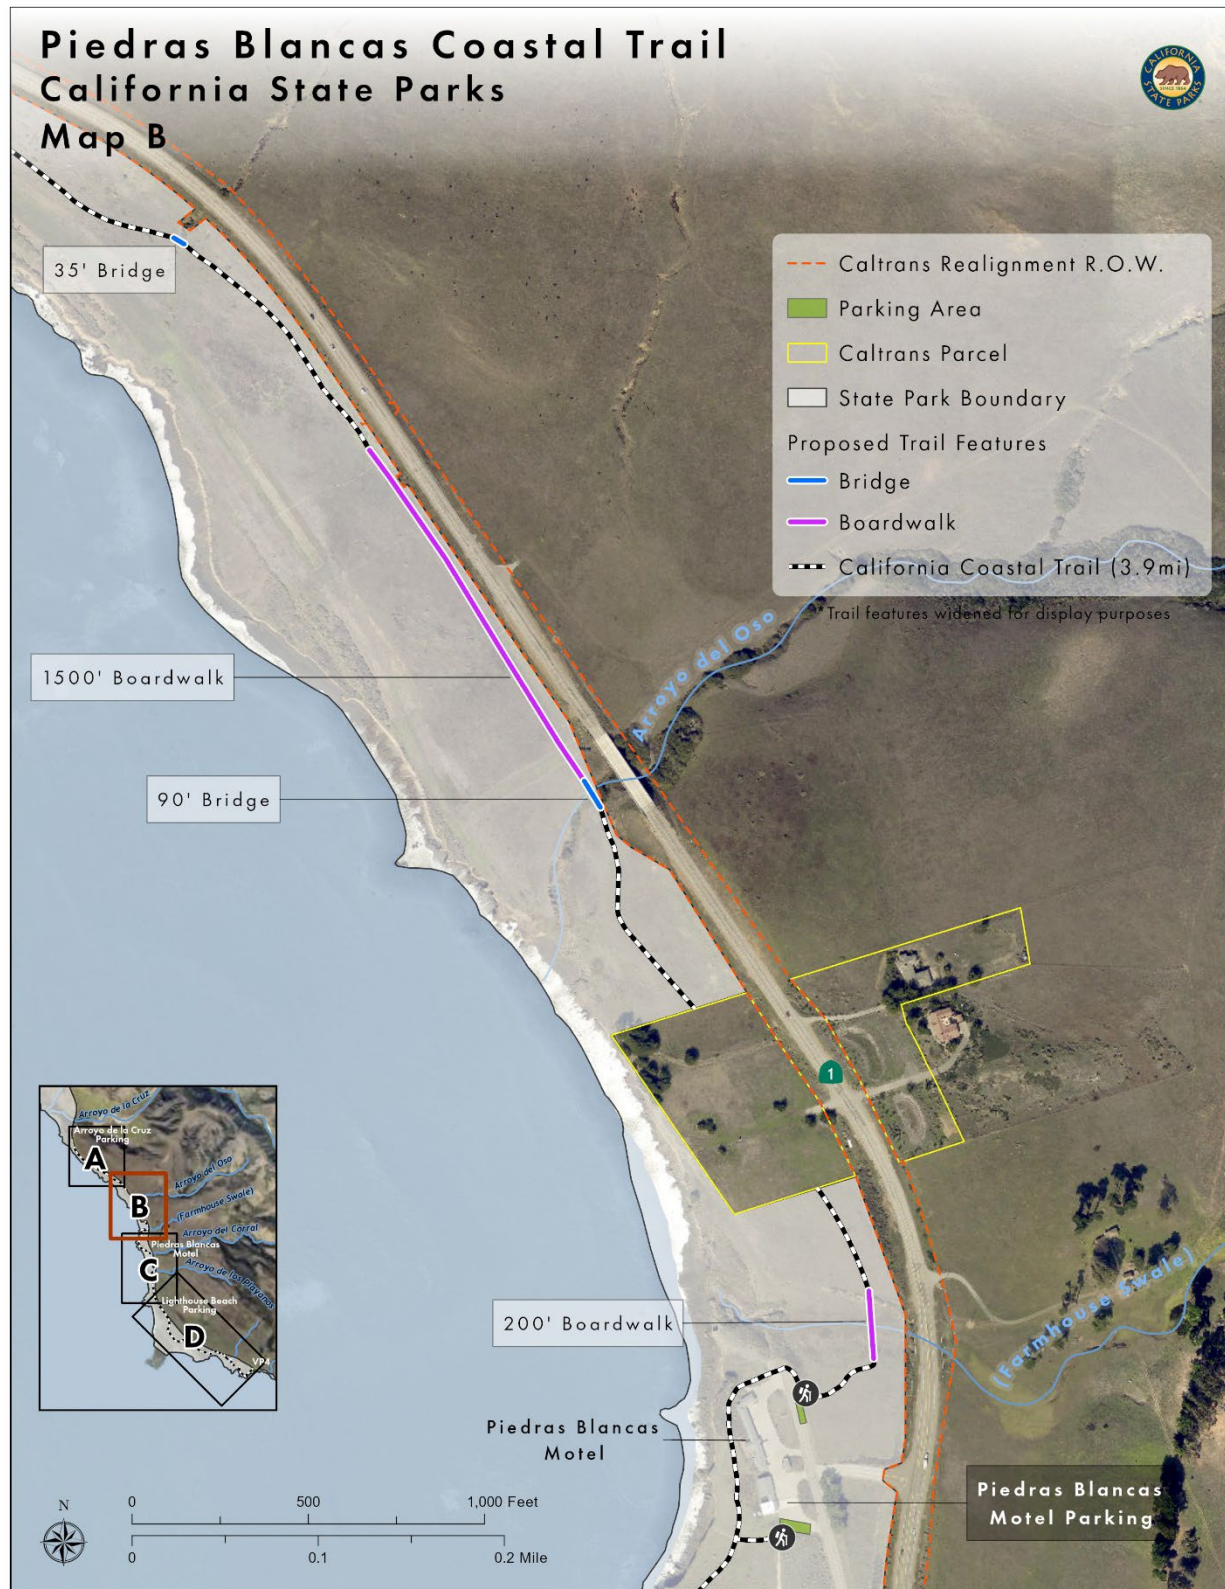 Piedras Blancas Coastal Trail
California State Parks
Map B
CALIFORNIA
SINCE 1864
STATE PARKS
35' Bridge
Caltrans Realignment R.O.W.
Parking Area
Caltrans Parcel
State Park Boundary
Proposed Trail Features
Bridge
Boardwalk
California Coastal Trail (3.9mi)
*Trail features widened for display purposes
Arroyo del Oso
1500' Boardwalk
90' Bridge
1
200' Boardwalk
(Farmhouse Swale)
Piedras Blancas
Motel
Piedras Blancas
Motel Parking
Arroyo de la Cruz
Arroyo de la Cruz
Parking
A
Arroyo del Oso
B
(Farmhouse Swale)
Arroyo del Corral
Piedras Blancas
Motel
C
Arroyo de los Playanos
Lighthouse Beach
Parking
D
VP4
N
0 500 1,000 Feet
0 0.1 0.2 Mile